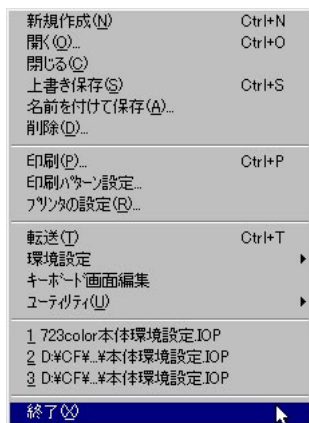 新規作成(N) Ctrl+N
開く(O)... Ctrl+O
閉じる(C)
上書き保存(S) Ctrl+S
名前を付けて保存(A)...
削除(D)...
印刷(P)... Ctrl+P
印刷ﾊﾟﾀｰﾝ設定...
ﾌﾟﾘﾝﾀの設定(R)...
転送(T) Ctrl+T
環境設定
ｷｰﾎﾞｰﾄﾞ画面編集
ﾕｰﾃｨﾘﾃｨ(U)
1 723color本体環境設定.IOP
2 D:¥CF¥...¥本体環境設定.IOP
3 D:¥CF¥...¥本体環境設定.IOP
終了(X)